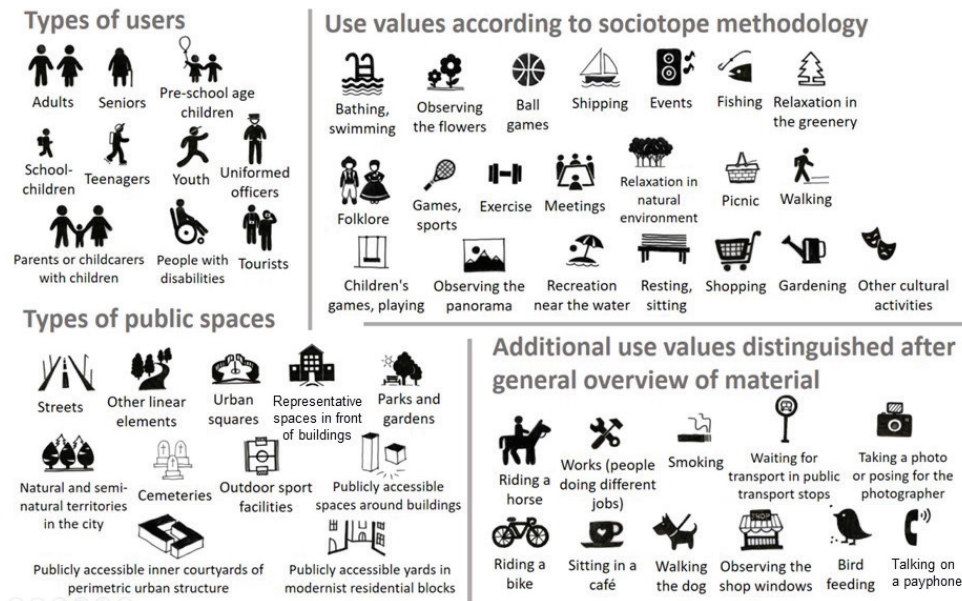 Types of users
Adults
Seniors
Pre-school age
children
School-
children
Teenagers
Youth
Uniformed
officers
Parents or childcarers
with children
People with
disabilities
Tourists
Use values according to sociotope methodology
Bathing,
swimming
Observing
the flowers
Ball
games
Shipping
Events
Fishing
Relaxation in
the greenery
Folklore
Games,
sports
Exercise
Meetings
Relaxation in
natural
environment
Picnic
Walking
Children's
games, playing
Observing the
panorama
Recreation
near the water
Resting,
sitting
Shopping
Gardening
Other cultural
activities
Types of public spaces
Streets
Other linear
elements
Urban
squares
Representative
spaces in front
of buildings
Parks and
gardens
Natural and semi-
natural territories
in the city
Cemeteries
Outdoor sport
facilities
Publicly accessible
spaces around buildings
Publicly accessible inner courtyards of
perimetric urban structure
Publicly accessible yards in
modernist residential blocks
Additional use values distinguished after
general overview of material
Riding a
horse
Works (people
doing different
jobs)
Smoking
Waiting for
transport in public
transport stops
Taking a photo
or posing for the
photographer
Riding a
bike
Sitting in a
café
Walking
the dog
SHOP
Observing the
shop windows
Bird
feeding
Talking on
a payphone